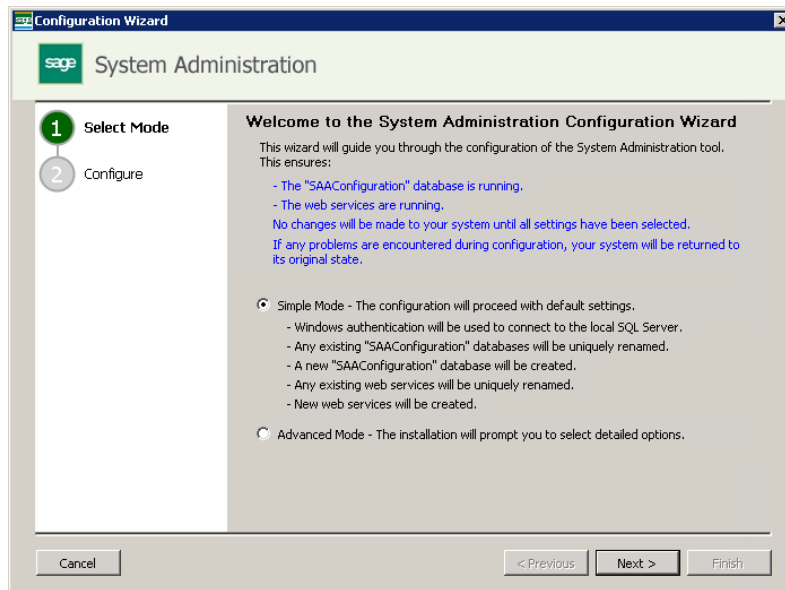 Configuration Wizard
sage System Administration
1 Select Mode
2 Configure
Welcome to the System Administration Configuration Wizard
This wizard will guide you through the configuration of the System Administration tool.
This ensures:
- The "SAAConfiguration" database is running.
- The web services are running.
No changes will be made to your system until all settings have been selected.
If any problems are encountered during configuration, your system will be returned to
its original state.
Simple Mode - The configuration will proceed with default settings.
- Windows authentication will be used to connect to the local SQL Server.
- Any existing "SAAConfiguration" databases will be uniquely renamed.
- A new "SAAConfiguration" database will be created.
- Any existing web services will be uniquely renamed.
- New web services will be created.
Advanced Mode - The installation will prompt you to select detailed options.
Cancel
< Previous
Next >
Finish